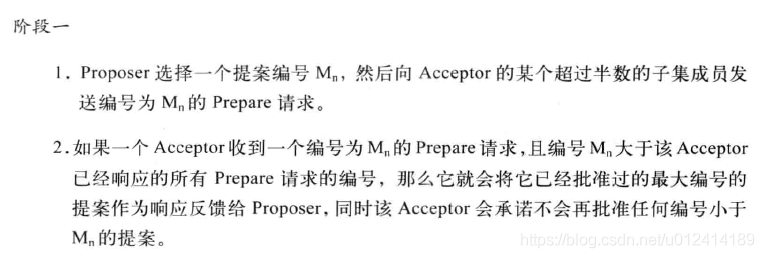 阶段一
1. Proposer 选择一个提案编号 Mn，然后向 Acceptor 的某个超过半数的子集成员发
送编号为 Mn 的 Prepare 请求。
2. 如果一个 Acceptor 收到一个编号为 Mn 的 Prepare 请求，且编号 Mn 大于该 Acceptor
已经响应的所有 Prepare 请求的编号，那么它就会将它已经批准过的最大编号的
提案作为响应反馈给 Proposer，同时该 Acceptor 会承诺不会再批准任何编号小于
Mn 的提案。
https://blog.csdn.net/u012414189